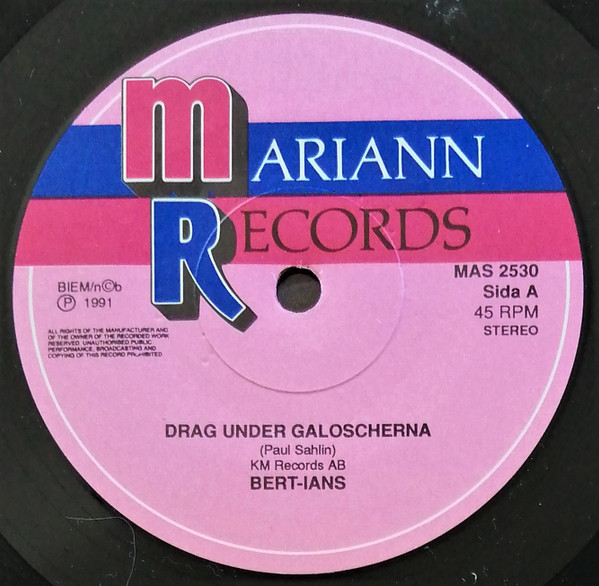 MARIANN
RECORDS
MAS 2530
Sida A
45 RPM
STEREO
BIEM/n©b
℗ 1991
ALL RIGHTS OF THE MANUFACTURER AND
OF THE OWNER OF THE RECORDED WORK
RESERVED. UNAUTHORISED PUBLIC
PERFORMANCE, BROADCASTING AND
COPYING OF THIS RECORD PROHIBITED
DRAG UNDER GALOSCHERNA
(Paul Sahlin)
KM Records AB
BERT-IANS